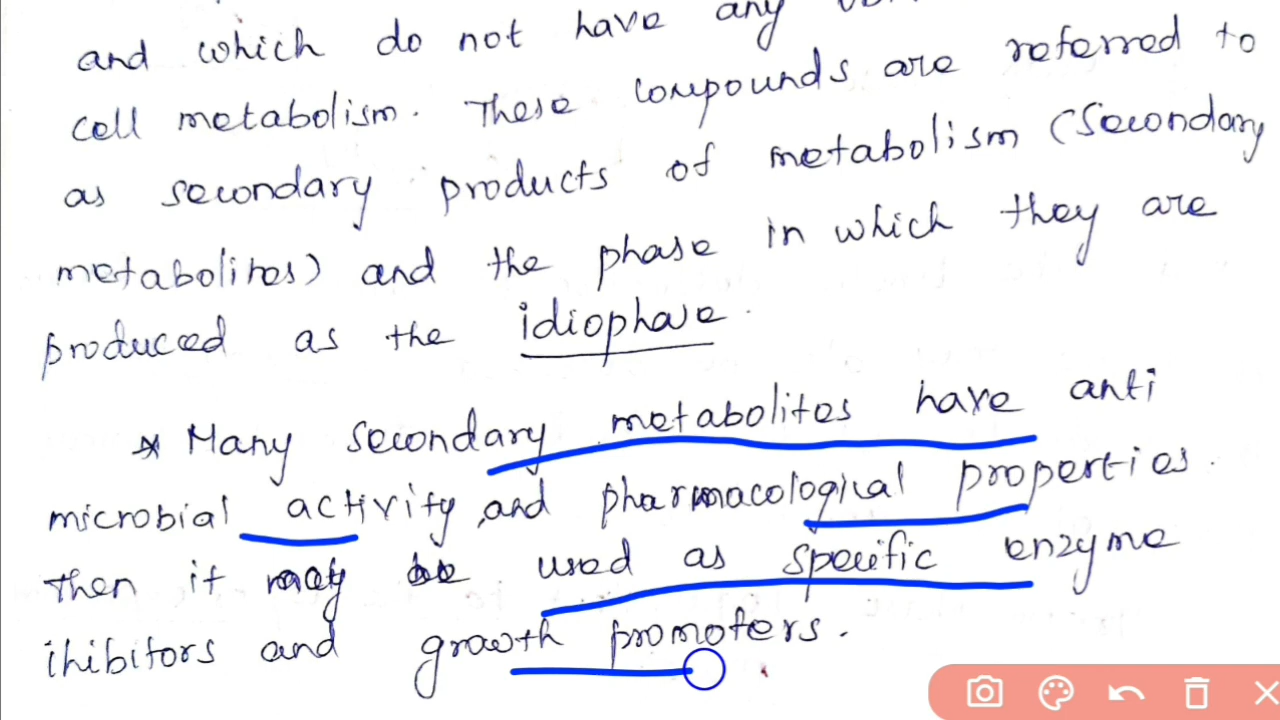 and which do not have any
cell metabolism. These compounds are referred to
as secondary products of metabolism (Secondary
metabolites) and the phase in which they are
produced as the idiophase.
* Many secondary metabolites have anti
microbial activity, and pharmacological properties.
then it may be used as specific enzyme
ihibitors and growth promoters.